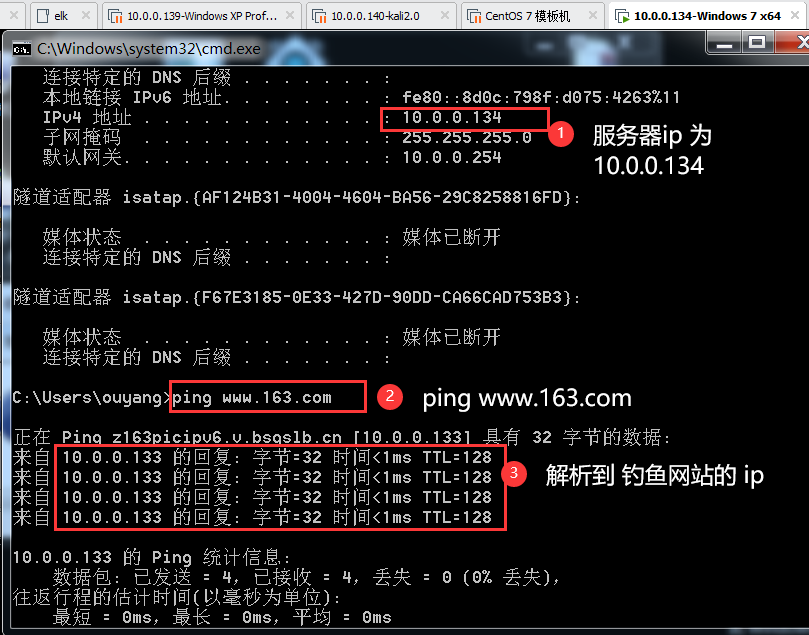 elk
10.0.0.139-Windows XP Prof...
10.0.0.140-kali2.0
CentOS 7 模板机
10.0.0.134-Windows 7 x64
C:\Windows\system32\cmd.exe
连接特定的 DNS 后缀 . . . . . . . :
本地链接 IPv6 地址. . . . . . . . : fe80::8d0c:798f:d075:4263%11
IPv4 地址 . . . . . . . . . . . . : 10.0.0.134
子网掩码 . . . . . . . . . . . . : 255.255.255.0
默认网关. . . . . . . . . . . . . : 10.0.0.254
1
服务器ip 为
10.0.0.134
隧道适配器 isatap.{AF124B31-4004-4604-BA56-29C8258816FD}:
媒体状态 . . . . . . . . . . . . : 媒体已断开
连接特定的 DNS 后缀 . . . . . . . :
隧道适配器 isatap.{F67E3185-0E33-427D-90DD-CA66CAD753B3}:
媒体状态 . . . . . . . . . . . . : 媒体已断开
连接特定的 DNS 后缀 . . . . . . . :
C:\Users\ouyang>ping www.163.com
2
ping www.163.com
正在 Ping z163picipv6.v.bsgslb.cn [10.0.0.133] 具有 32 字节的数据:
来自 10.0.0.133 的回复: 字节=32 时间<1ms TTL=128
来自 10.0.0.133 的回复: 字节=32 时间<1ms TTL=128
来自 10.0.0.133 的回复: 字节=32 时间<1ms TTL=128
来自 10.0.0.133 的回复: 字节=32 时间<1ms TTL=128
3
解析到 钓鱼网站的 ip
10.0.0.133 的 Ping 统计信息:
数据包: 已发送 = 4，已接收 = 4，丢失 = 0 (0% 丢失)，
往返行程的估计时间(以毫秒为单位):
最短 = 0ms，最长 = 0ms，平均 = 0ms